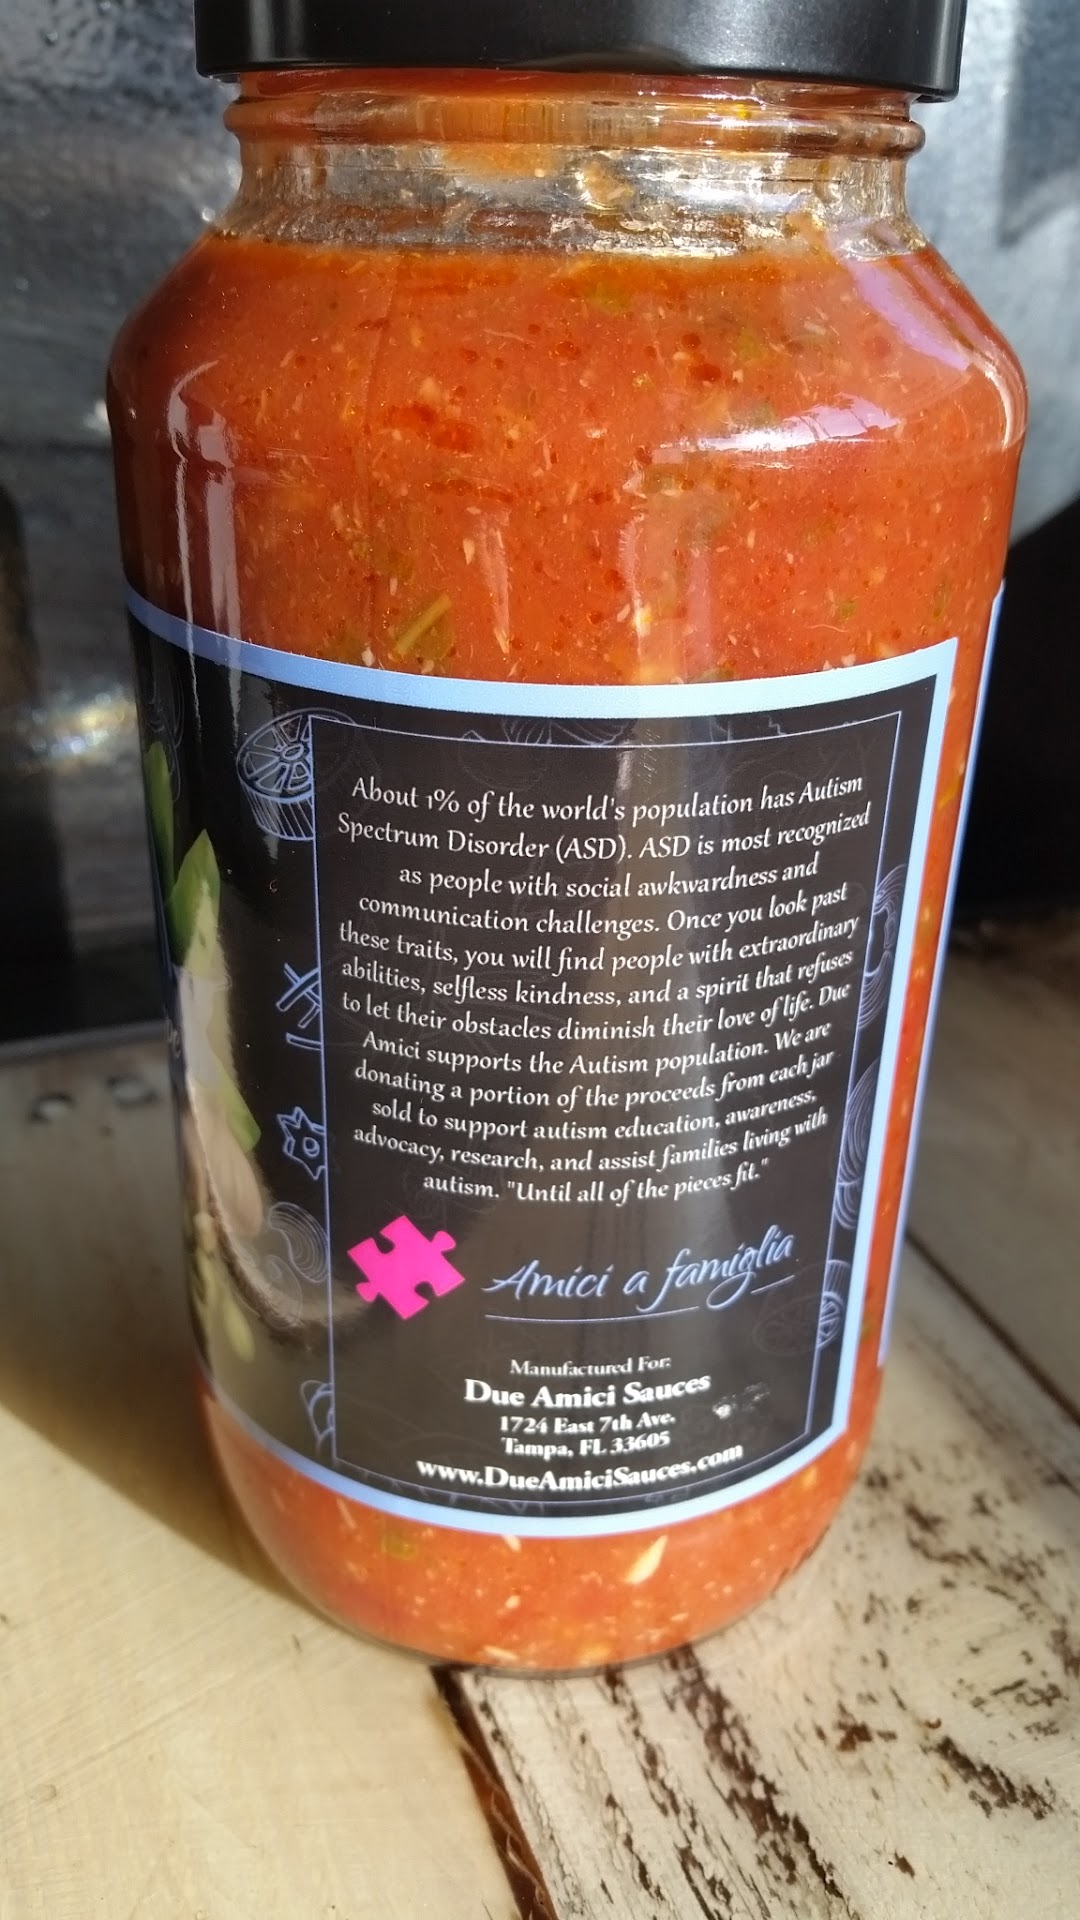 About 1% of the world's population has Autism
Spectrum Disorder (ASD). ASD is most recognized
as people with social awkwardness and
communication challenges. Once you look past
these traits, you will find people with extraordinary
abilities, selfless kindness, and a spirit that refuses
to let their obstacles diminish their love of life. Due
Amici supports the Autism population. We are
donating a portion of the proceeds from each jar
sold to support autism education, awareness,
advocacy, research, and assist families living with
autism. "Until all of the pieces fit."
Amici a famiglia
Manufactured For:
Due Amici Sauces
1724 East 7th Ave.
Tampa, FL 33605
www.DueAmiciSauces.com